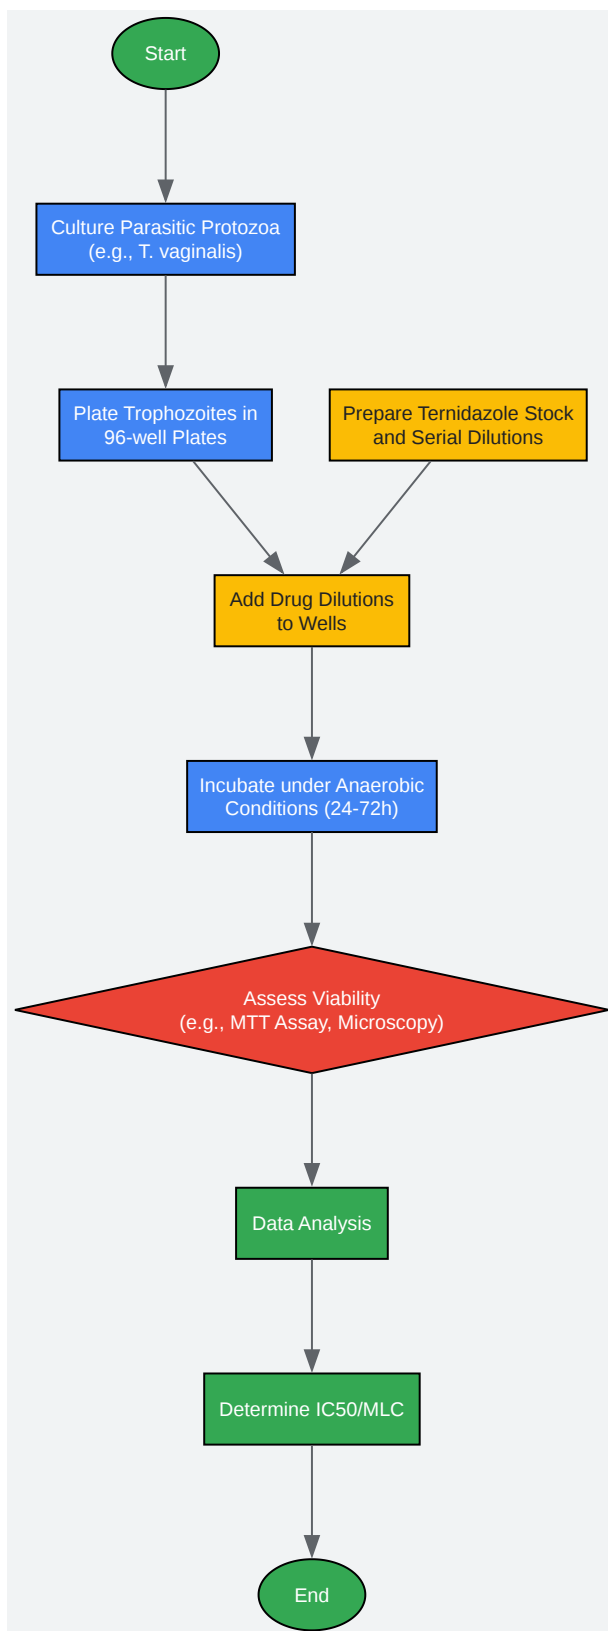 Start
Culture Parasitic Protozoa
(e.g., T. vaginalis)
Plate Trophozoites in
96-well Plates
Prepare Ternidazole Stock
and Serial Dilutions
Add Drug Dilutions
to Wells
Incubate under Anaerobic
Conditions (24-72h)
Assess Viability
(e.g., MTT Assay, Microscopy)
Data Analysis
Determine IC50/MLC
End